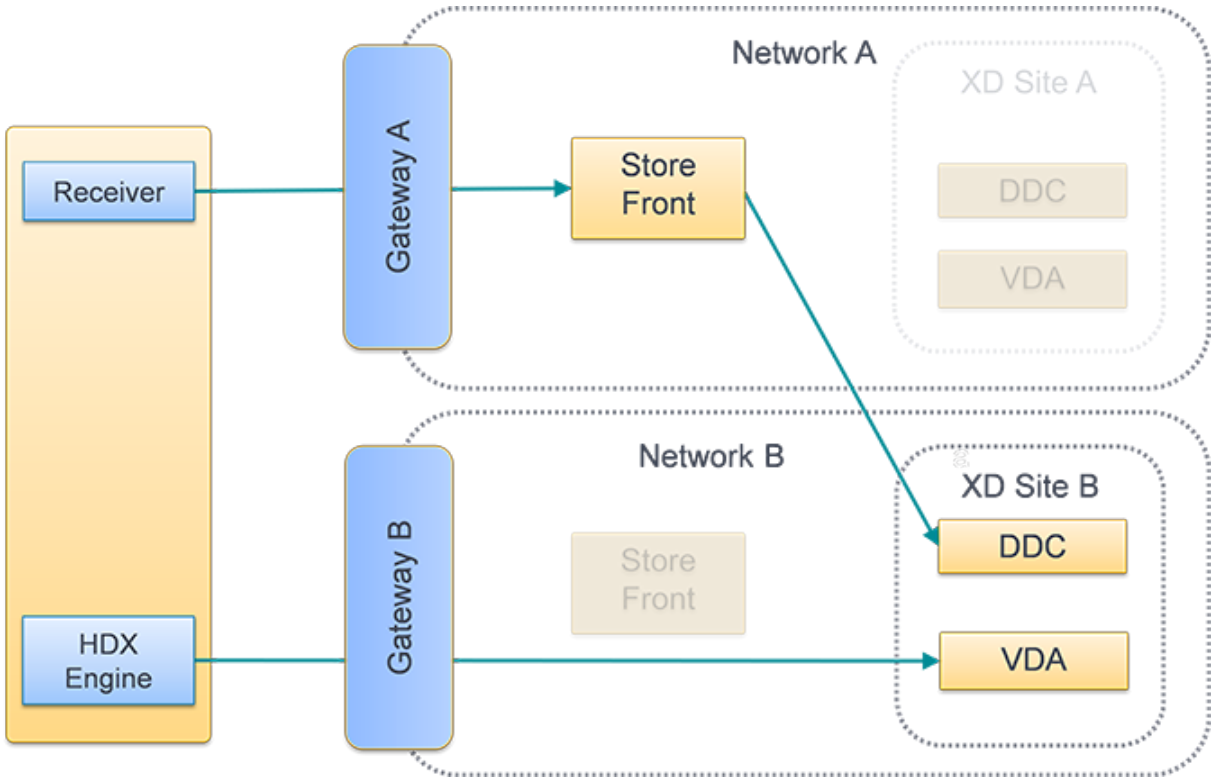 Network A
XD Site A
Gateway A
Receiver
Store
Front
DDC
VDA
Network B
XD Site B
Gateway B
Store
Front
DDC
HDX
Engine
VDA